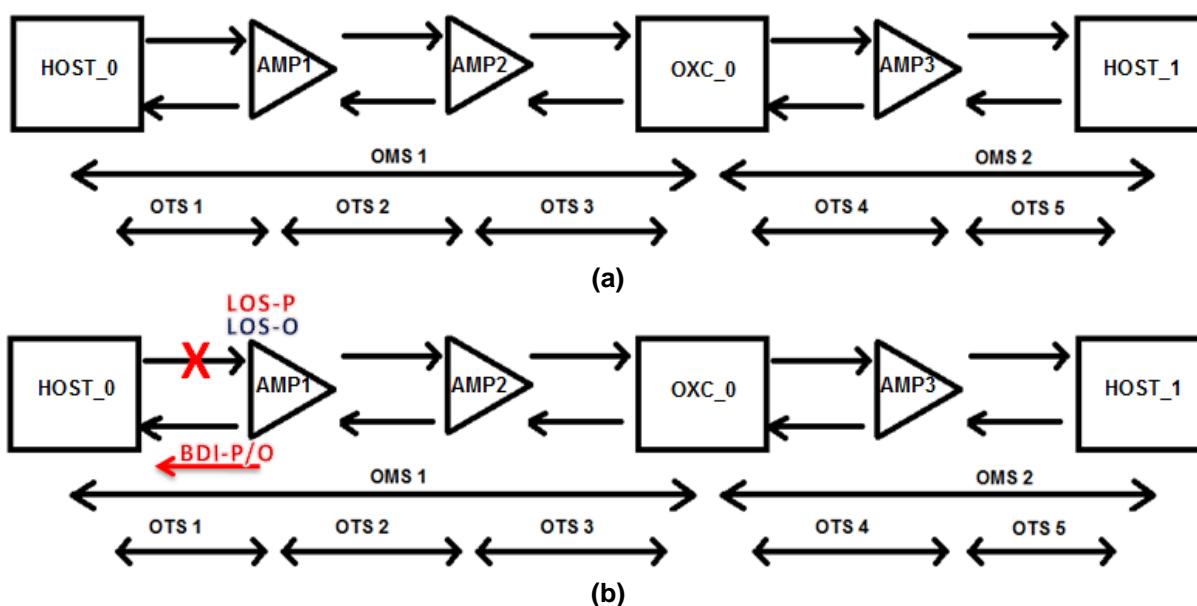 HOST_0 AMP1 AMP2 OXC_0 AMP3 HOST_1
OMS 1 OMS 2
OTS 1 OTS 2 OTS 3 OTS 4 OTS 5
(a)
LOS-P
LOS-O
HOST_0 X AMP1 AMP2 OXC_0 AMP3 HOST_1
BDI-P/O
OMS 1 OMS 2
OTS 1 OTS 2 OTS 3 OTS 4 OTS 5
(b)